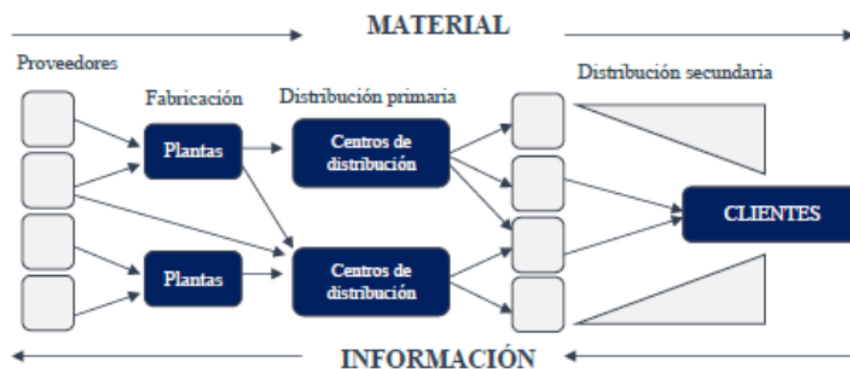 MATERIAL
Proveedores
Distribución secundaria
Fabricación
Distribución primaria
Plantas
Centros de
distribución
CLIENTES
Plantas
Centros de
distribución
INFORMACIÓN